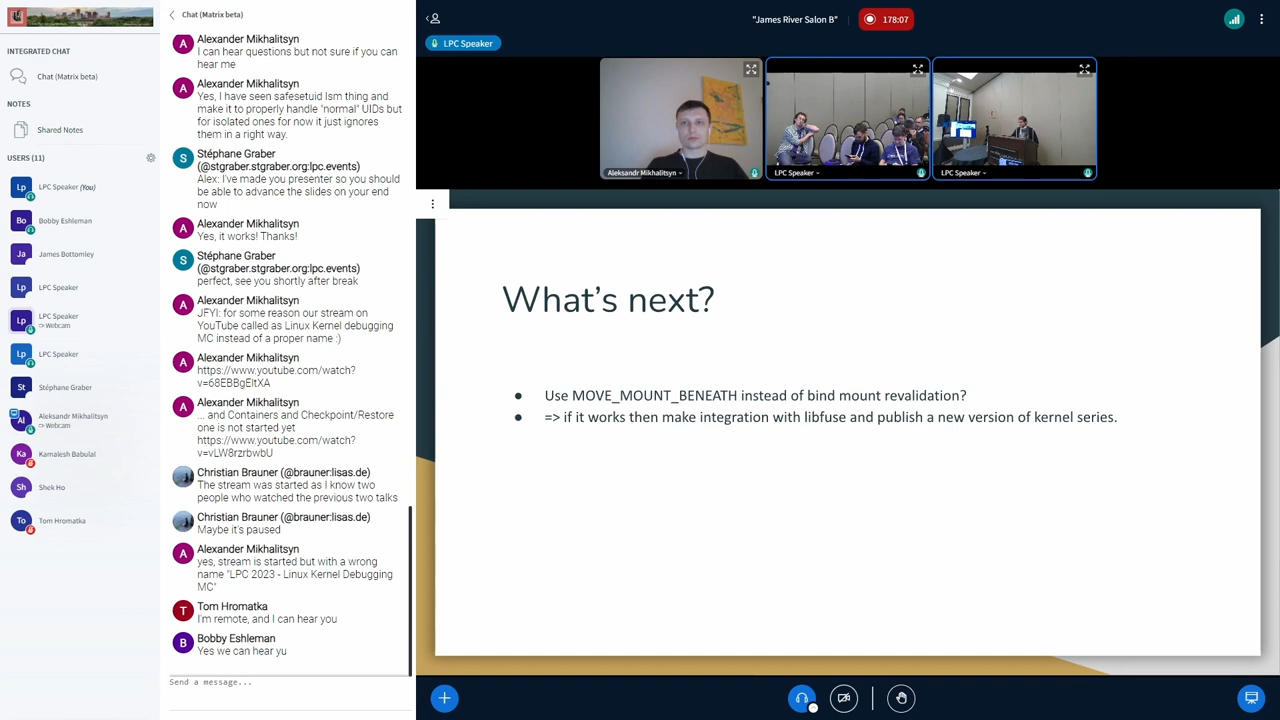 INTEGRATED CHAT
Chat (Matrix beta)
NOTES
Shared Notes
USERS (11)
Lp LPC Speaker (You)
Bo Bobby Eshleman
Ja James Bottomley
Lp LPC Speaker
Lp LPC Speaker
Webcam
Lp LPC Speaker
St Stéphane Graber
Al Aleksandr Mikhalitsyn
Webcam
Ka Kamalesh Babulal
Sh Shek Ho
To Tom Hromatka
Chat (Matrix beta)
A Alexander Mikhalitsyn
I can hear questions but not sure if you can
hear me
A Alexander Mikhalitsyn
Yes, I have seen safesetuid lsm thing and
make it to properly handle "normal" UIDs but
for isolated ones for now it just ignores
them in a right way.
S Stéphane Graber
(@stgraber.stgraber.org:lpc.events)
Alex: I've made you presenter so you should
be able to advance the slides on your end
now
A Alexander Mikhalitsyn
Yes, it works! Thanks!
S Stéphane Graber
(@stgraber.stgraber.org:lpc.events)
perfect, see you shortly after break
A Alexander Mikhalitsyn
JFYI: for some reason our stream on
YouTube called as Linux Kernel debugging
MC instead of a proper name :)
A Alexander Mikhalitsyn
https://www.youtube.com/watch?
v=68EBBgEItXA
A Alexander Mikhalitsyn
... and Containers and Checkpoint/Restore
one is not started yet
https://www.youtube.com/watch?
v=vLW8rzrbwbU
Christian Brauner (@brauner:lisas.de)
The stream was started as I know two
people who watched the previous two talks
Christian Brauner (@brauner:lisas.de)
Maybe it's paused
A Alexander Mikhalitsyn
yes, stream is started but with a wrong
name "LPC 2023 - Linux Kernel Debugging
MC"
T Tom Hromatka
I'm remote, and I can hear you
B Bobby Eshleman
Yes we can hear yu
Send a message...
"James River Salon B"
178:07
LPC Speaker
Aleksandr Mikhalitsyn
LPC Speaker
LPC Speaker
What's next?
● Use MOVE_MOUNT_BENEATH instead of bind mount revalidation?
● => if it works then make integration with libfuse and publish a new version of kernel series.